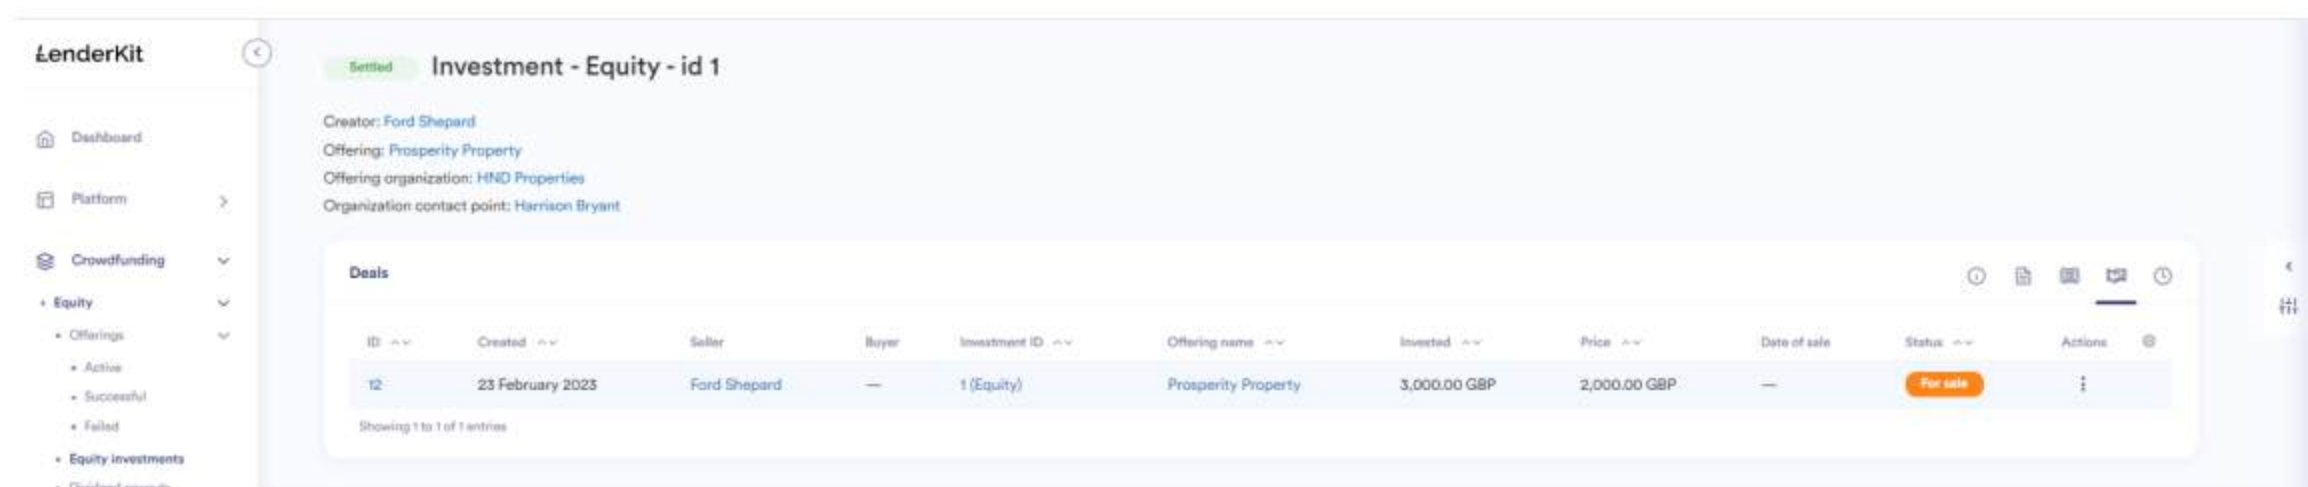 LenderKit
Settled Investment - Equity - id 1
Creator: Ford Shepard
Offering: Prosperity Property
Offering organization: HND Properties
Organization contact point: Harrison Bryant
Dashboard
Platform
Crowdfunding
Equity
Offerings
Active
Successful
Failed
Equity investments
Deals
ID Created Seller Buyer Investment ID Offering name Invested Price Date of sale Status Actions
12 23 February 2023 Ford Shepard — 1 (Equity) Prosperity Property 3,000.00 GBP 2,000.00 GBP — For sale
Showing 1 to 1 of 1 entries